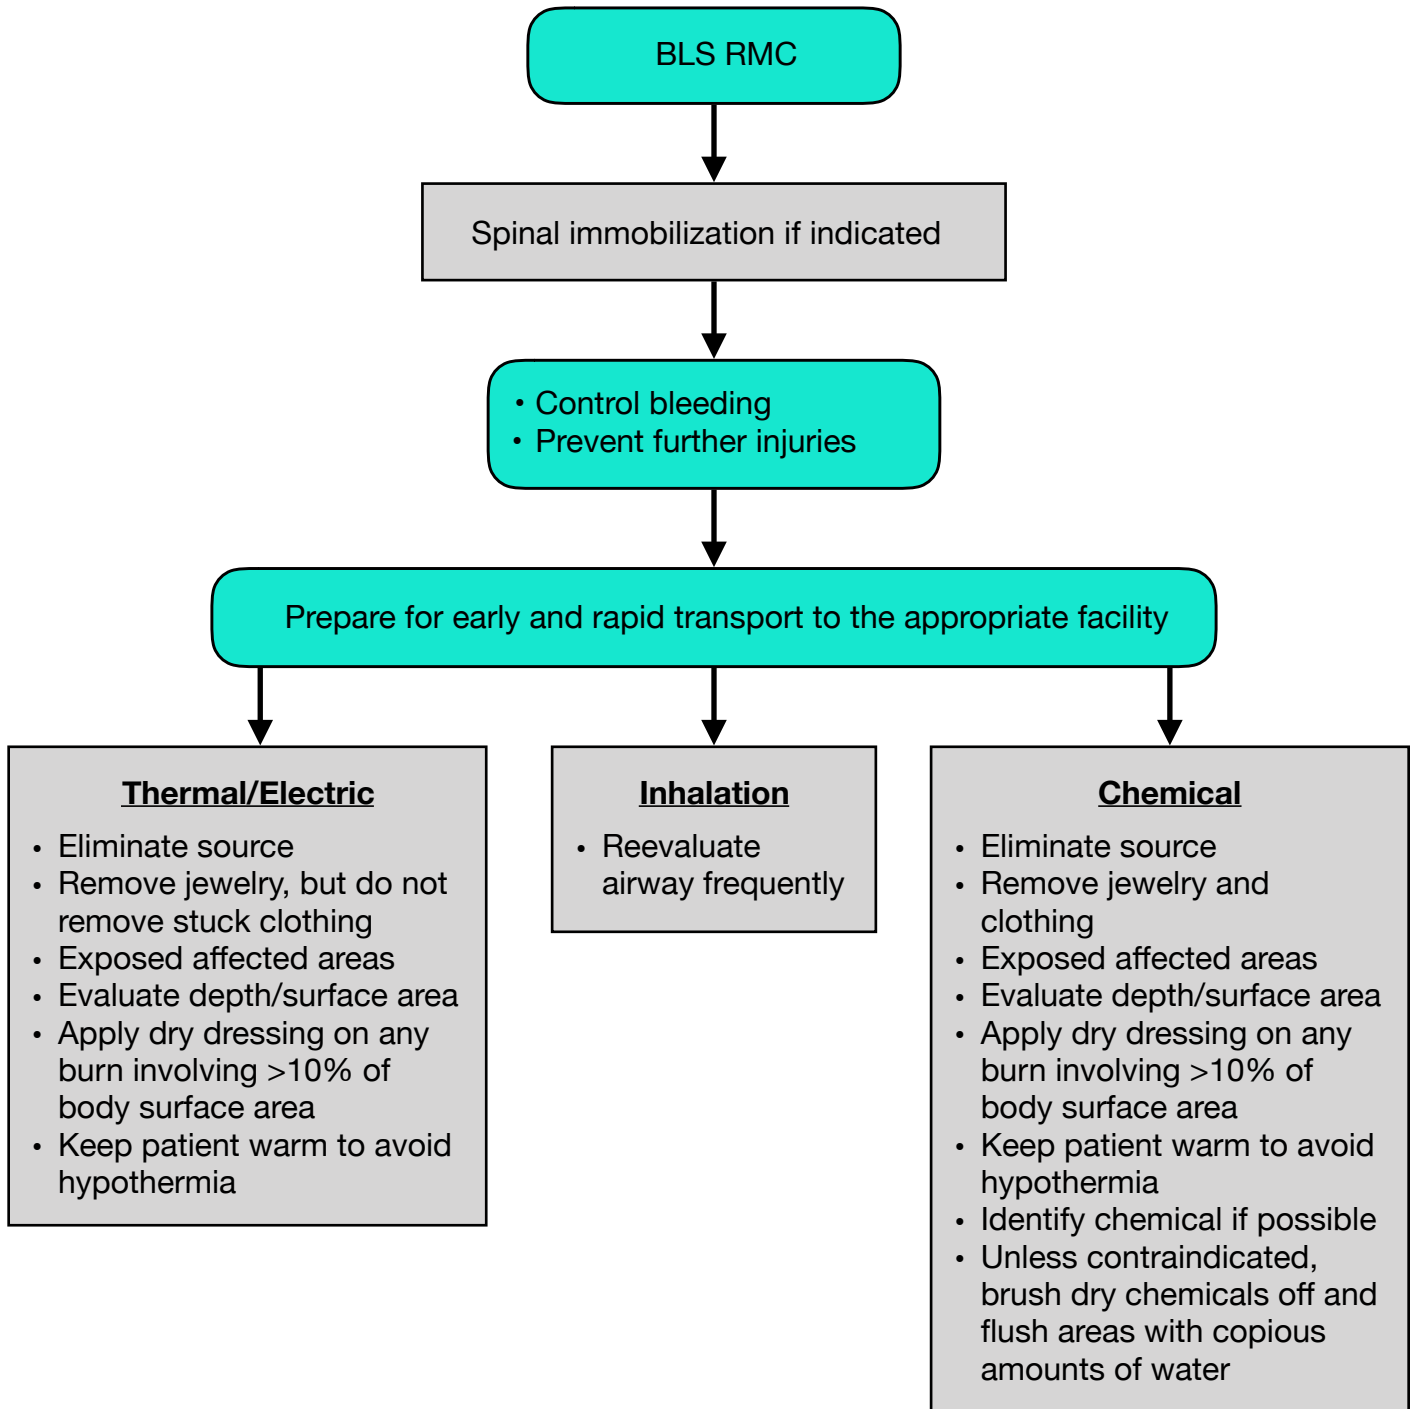 BLS RMC
Spinal immobilization if indicated
• Control bleeding
• Prevent further injuries
Prepare for early and rapid transport to the appropriate facility
Thermal/Electric
• Eliminate source
• Remove jewelry, but do not
remove stuck clothing
• Exposed affected areas
• Evaluate depth/surface area
• Apply dry dressing on any
burn involving >10% of
body surface area
• Keep patient warm to avoid
hypothermia
Inhalation
• Reevaluate
airway frequently
Chemical
• Eliminate source
• Remove jewelry and
clothing
• Exposed affected areas
• Evaluate depth/surface area
• Apply dry dressing on any
burn involving >10% of
body surface area
• Keep patient warm to avoid
hypothermia
• Identify chemical if possible
• Unless contraindicated,
brush dry chemicals off and
flush areas with copious
amounts of water